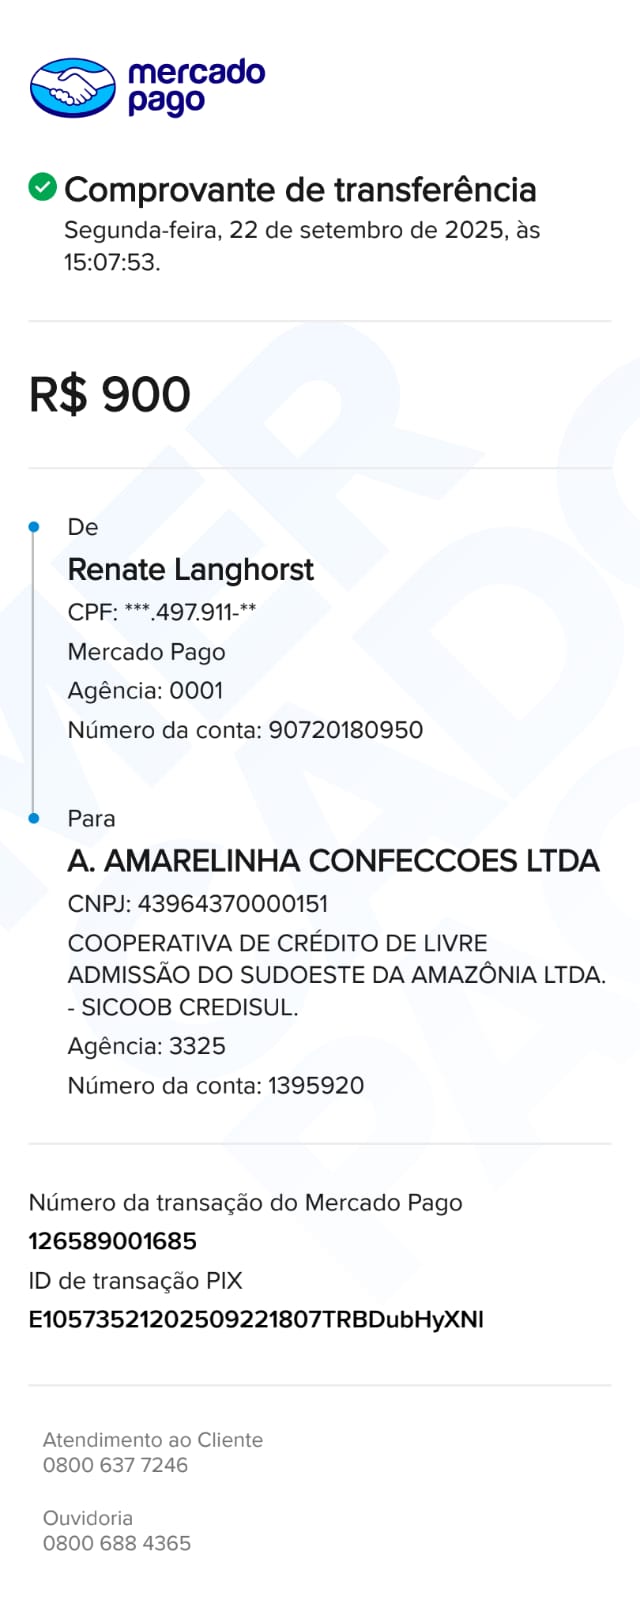 mercado
pago
Comprovante de transferência
Segunda-feira, 22 de setembro de 2025, às
15:07:53.
R$ 900
De
Renate Langhorst
CPF: ***.497.911-**
Mercado Pago
Agência: 0001
Número da conta: 90720180950
Para
A. AMARELINHA CONFECCOES LTDA
CNPJ: 43964370000151
COOPERATIVA DE CRÉDITO DE LIVRE
ADMISSÃO DO SUDOESTE DA AMAZÔNIA LTDA.
- SICOOB CREDISUL.
Agência: 3325
Número da conta: 1395920
Número da transação do Mercado Pago
126589001685
ID de transação PIX
E10573521202509221807TRBDubHyXNl
Atendimento ao Cliente
0800 637 7246
Ouvidoria
0800 688 4365